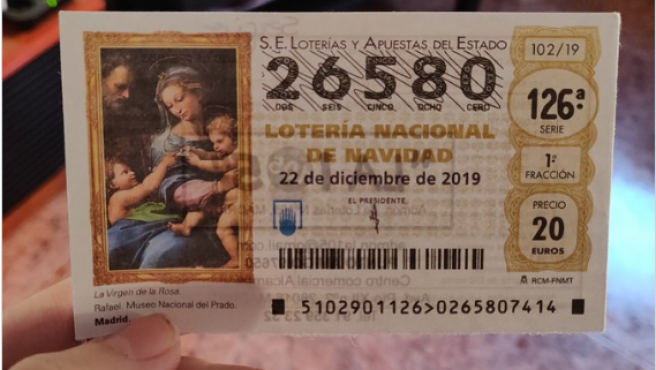 S.E. LOTERÍAS Y APUESTAS DEL ESTADO
102/19
26580
DOS SEIS CINCO OCHO CERO
126.ª
SERIE
LOTERÍA NACIONAL
DE NAVIDAD
22 de diciembre de 2019
1.ª
FRACCIÓN
EL PRESIDENTE,
PRECIO
20
EUROS
RCM-FNMT
La Virgen de la Rosa.
Rafael. Museo Nacional del Prado.
Madrid.
5102901126>0265807414